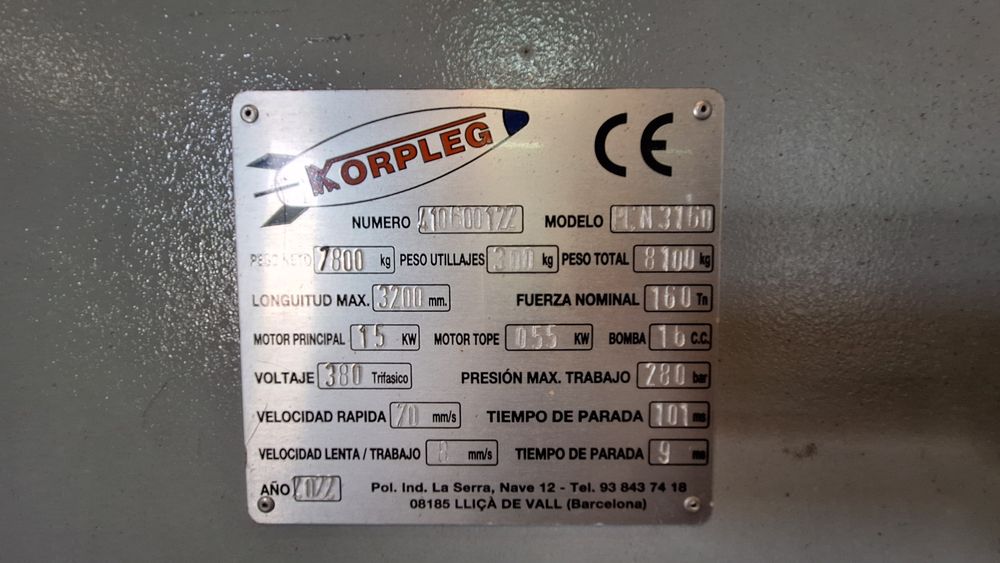 KORPLEG CE
NUMERO MODELO
PESO NETO 7800 kg PESO UTILLAJES 300 kg PESO TOTAL 8100 kg
LONGUITUD MAX. 3200 mm. FUERZA NOMINAL 160 Tn
MOTOR PRINCIPAL 15 KW MOTOR TOPE 0.55 KW BOMBA 16 C.C.
VOLTAJE 380 Trifasico PRESIÓN MAX. TRABAJO 280 bar
VELOCIDAD RAPIDA mm/s TIEMPO DE PARADA 101 ms
VELOCIDAD LENTA / TRABAJO 8 mm/s TIEMPO DE PARADA 9 ms
AÑO 2022 Pol. Ind. La Serra, Nave 12 - Tel. 93 843 74 18
08185 LLIÇÀ DE VALL (Barcelona)